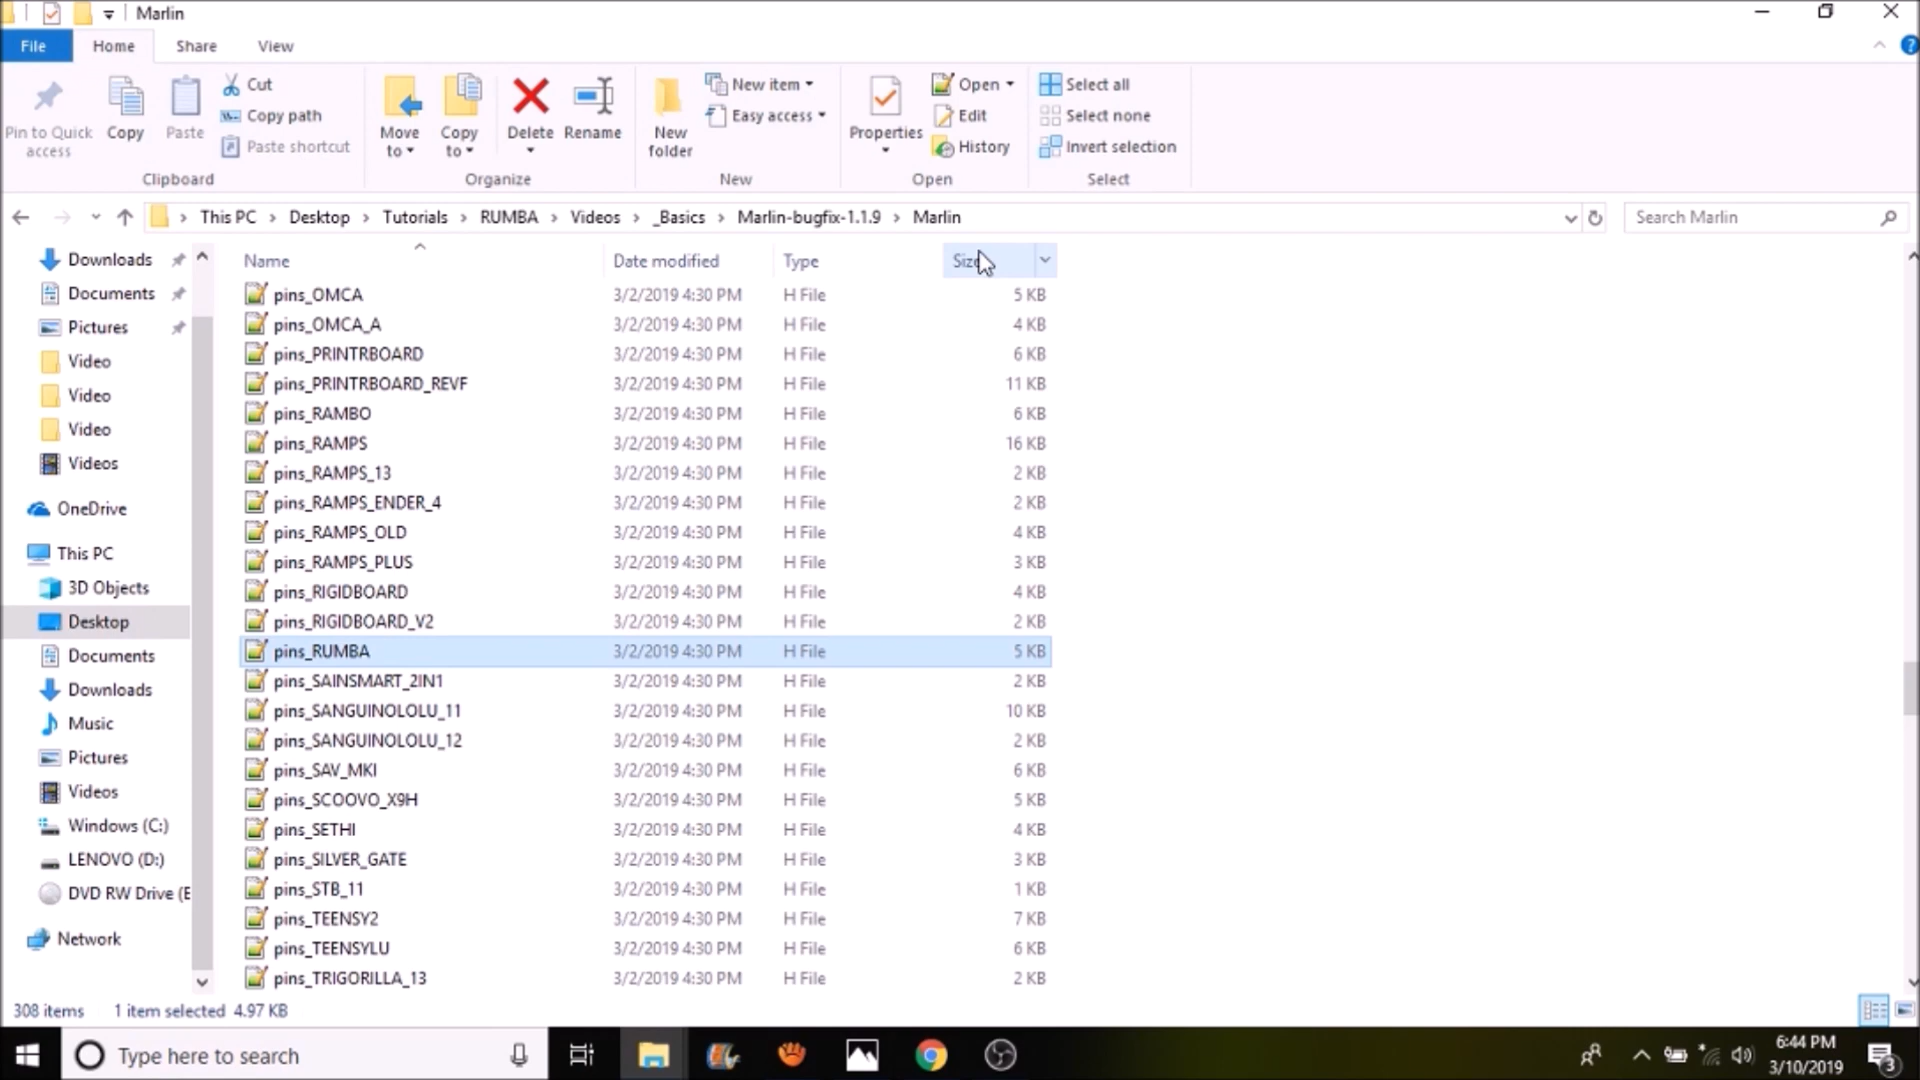 Marlin
File Home Share View
Pin to Quick access
Copy
Paste
Cut
Copy path
Paste shortcut
Clipboard
Move to
Copy to
Delete
Rename
Organize
New folder
New item
Easy access
New
Properties
Open
Edit
History
Open
Select all
Select none
Invert selection
Select
This PC > Desktop > Tutorials > RUMBA > Videos > _Basics > Marlin-bugfix-1.1.9 > Marlin
Search Marlin
Downloads
Documents
Pictures
Video
Video
Video
Videos
OneDrive
This PC
3D Objects
Desktop
Documents
Downloads
Music
Pictures
Videos
Windows (C:)
LENOVO (D:)
DVD RW Drive (E
Network
Name Date modified Type Size
pins_OMCA 3/2/2019 4:30 PM H File 5 KB
pins_OMCA_A 3/2/2019 4:30 PM H File 4 KB
pins_PRINTRBOARD 3/2/2019 4:30 PM H File 6 KB
pins_PRINTRBOARD_REVF 3/2/2019 4:30 PM H File 11 KB
pins_RAMBO 3/2/2019 4:30 PM H File 6 KB
pins_RAMPS 3/2/2019 4:30 PM H File 16 KB
pins_RAMPS_13 3/2/2019 4:30 PM H File 2 KB
pins_RAMPS_ENDER_4 3/2/2019 4:30 PM H File 2 KB
pins_RAMPS_OLD 3/2/2019 4:30 PM H File 4 KB
pins_RAMPS_PLUS 3/2/2019 4:30 PM H File 3 KB
pins_RIGIDBOARD 3/2/2019 4:30 PM H File 4 KB
pins_RIGIDBOARD_V2 3/2/2019 4:30 PM H File 2 KB
pins_RUMBA 3/2/2019 4:30 PM H File 5 KB
pins_SAINSMART_2IN1 3/2/2019 4:30 PM H File 2 KB
pins_SANGUINOLOLU_11 3/2/2019 4:30 PM H File 10 KB
pins_SANGUINOLOLU_12 3/2/2019 4:30 PM H File 2 KB
pins_SAV_MKI 3/2/2019 4:30 PM H File 6 KB
pins_SCOOVO_X9H 3/2/2019 4:30 PM H File 5 KB
pins_SETHI 3/2/2019 4:30 PM H File 4 KB
pins_SILVER_GATE 3/2/2019 4:30 PM H File 3 KB
pins_STB_11 3/2/2019 4:30 PM H File 1 KB
pins_TEENSY2 3/2/2019 4:30 PM H File 7 KB
pins_TEENSYLU 3/2/2019 4:30 PM H File 6 KB
pins_TRIGORILLA_13 3/2/2019 4:30 PM H File 2 KB
308 items 1 item selected 4.97 KB
Type here to search
6:44 PM
3/10/2019
3